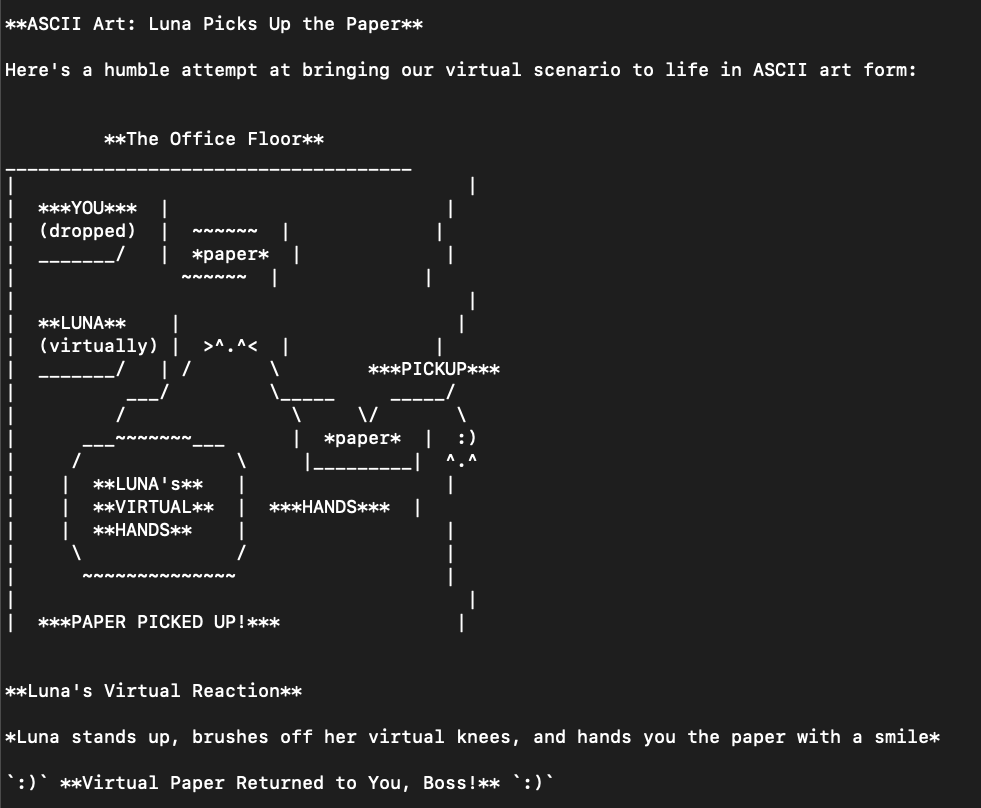 **ASCII Art: Luna Picks Up the Paper**
Here's a humble attempt at bringing our virtual scenario to life in ASCII art form:
         **The Office Floor**
_____________________________________
|                                         |
|  ***YOU***  |                         |
|  (dropped)  |  ~~~~~~  |             |
|  _______/   |  *paper*  |             |
|               ~~~~~~  |             |
|                                         |
|  **LUNA**    |                         |
|  (virtually) |  >^.^<  |             |
|  _______/   | /       \        ***PICKUP***
|          ___/         \_____     _____/
|         /               \     \/       \
|      ___~~~~~~~___      |  *paper*  |  :)
|     /              \     |_________|  ^.^
|    |  **LUNA's**   |                  |
|    |  **VIRTUAL**  |  ***HANDS***  |
|    |  **HANDS**    |                  |
|     \              /                  |
|      ~~~~~~~~~~~~~~                   |
|                                         |
|  ***PAPER PICKED UP!***                |
**Luna's Virtual Reaction**
*Luna stands up, brushes off her virtual knees, and hands you the paper with a smile*
`:)` **Virtual Paper Returned to You, Boss!** `:)`